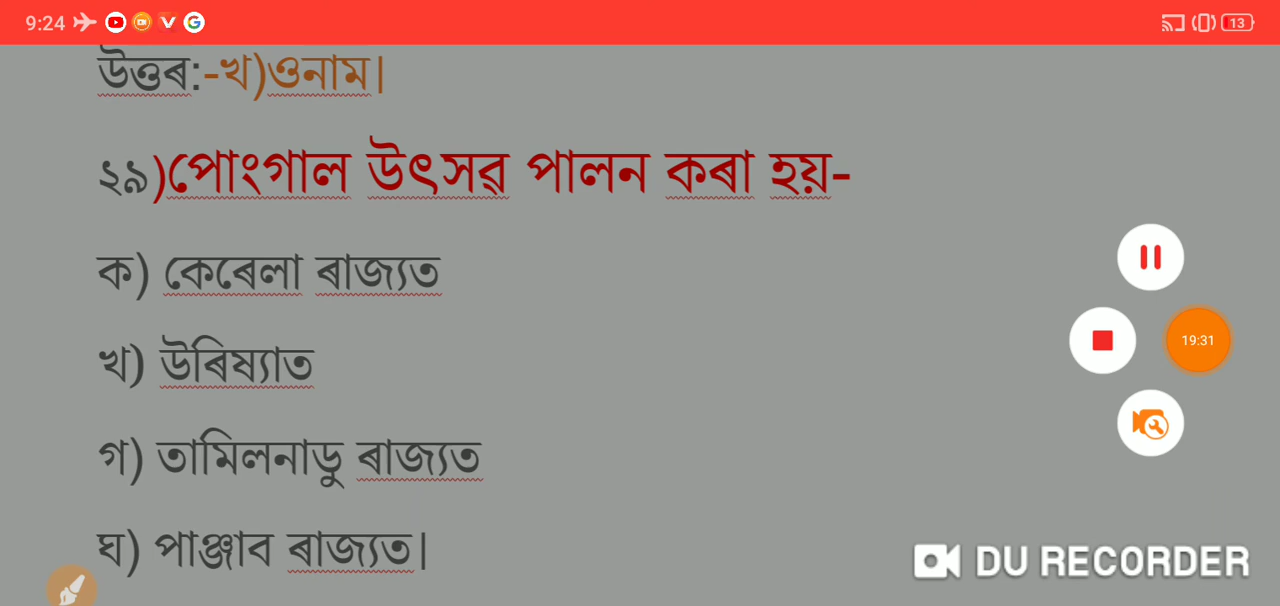 9:24
13
উত্তৰ:-খ)ওনাম।
২৯)পোংগাল উৎসৱ পালন কৰা হয়-
ক) কেৰেলা ৰাজ্যত
খ) উৰিষ্যাত
গ) তামিলনাডু ৰাজ্যত
ঘ) পাঞ্জাব ৰাজ্যত।
19:31
DU RECORDER